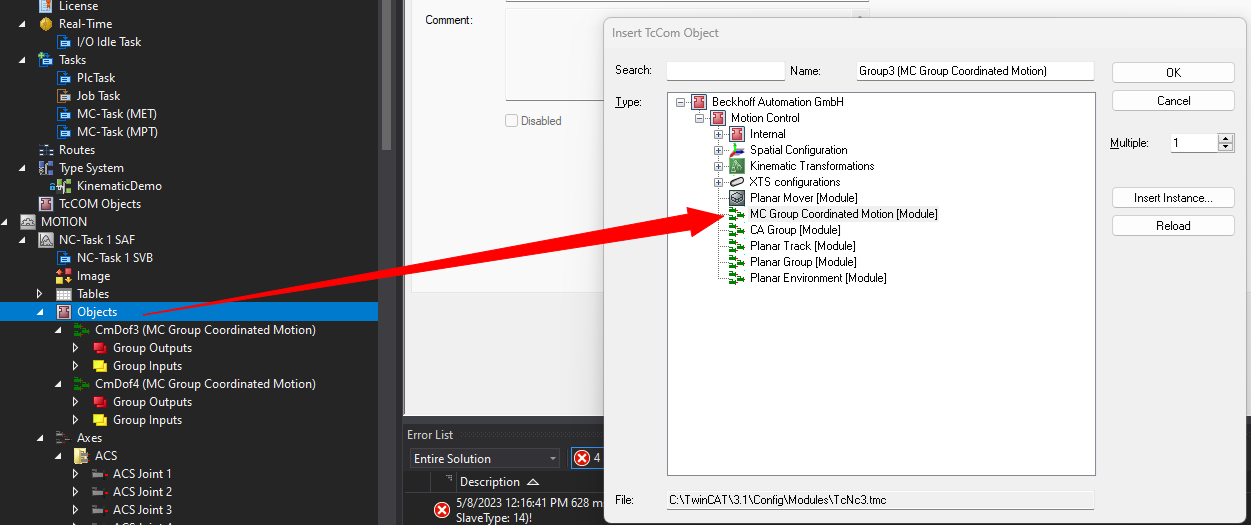 License
Real-Time
I/O Idle Task
Tasks
PlcTask
Job Task
MC-Task (MET)
MC-Task (MPT)
Routes
Type System
KinematicDemo
TcCOM Objects
MOTION
NC-Task 1 SAF
NC-Task 1 SVB
Image
Tables
Objects
CmDof3 (MC Group Coordinated Motion)
Group Outputs
Group Inputs
CmDof4 (MC Group Coordinated Motion)
Group Outputs
Group Inputs
Axes
ACS
ACS Joint 1
ACS Joint 2
ACS Joint 3
Comment:
Disabled
Error List
Entire Solution
4
Description
5/8/2023 12:16:41 PM 628 ms
SlaveType: 14)!
Insert TcCom Object
Search:
Name:
Group3 (MC Group Coordinated Motion)
OK
Type:
Beckhoff Automation GmbH
Motion Control
Internal
Spatial Configuration
Kinematic Transformations
XTS configurations
Planar Mover [Module]
MC Group Coordinated Motion [Module]
CA Group [Module]
Planar Track [Module]
Planar Group [Module]
Planar Environment [Module]
Cancel
Multiple:
1
Insert Instance...
Reload
File:
C:\TwinCAT\3.1\Config\Modules\TcNc3.tmc